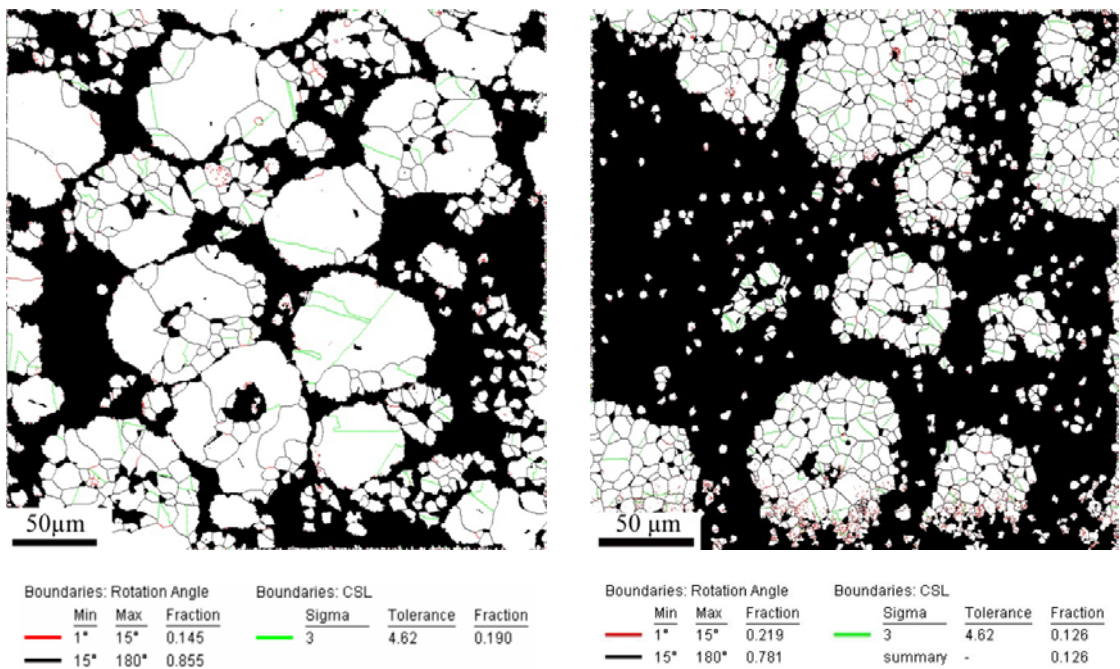 50µm
50 µm
Boundaries: Rotation Angle
Min Max Fraction
1° 15° 0.145
15° 180° 0.855
Boundaries: CSL
Sigma Tolerance Fraction
3 4.62 0.190
Boundaries: Rotation Angle
Min Max Fraction
1° 15° 0.219
15° 180° 0.781
Boundaries: CSL
Sigma Tolerance Fraction
3 4.62 0.126
summary - 0.126